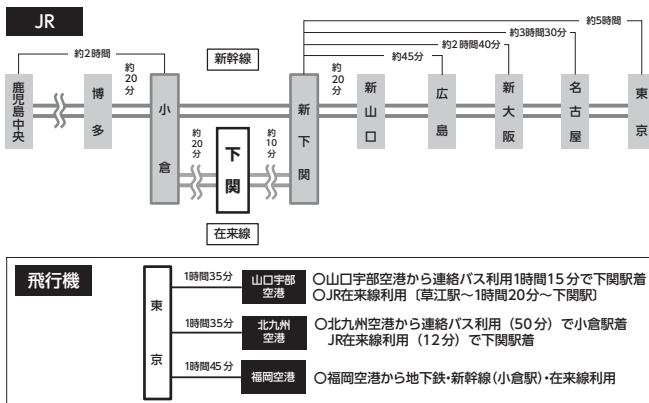 JR
約5時間
約3時間30分
約2時間40分
約45分
約2時間
約20分
新幹線
約20分
鹿児島中央
博多
小倉
新下関
新山口
広島
新大阪
名古屋
東京
約20分
下関
約10分
在来線
飛行機
東京
1時間35分
山口宇部空港
○山口宇部空港から連絡バス利用1時間15分で下関駅着
○JR在来線利用〔草江駅〜1時間20分〜下関駅〕
1時間35分
北九州空港
○北九州空港から連絡バス利用(50分)で小倉駅着
JR在来線利用(12分)で下関駅着
1時間45分
福岡空港
○福岡空港から地下鉄・新幹線(小倉駅)・在来線利用